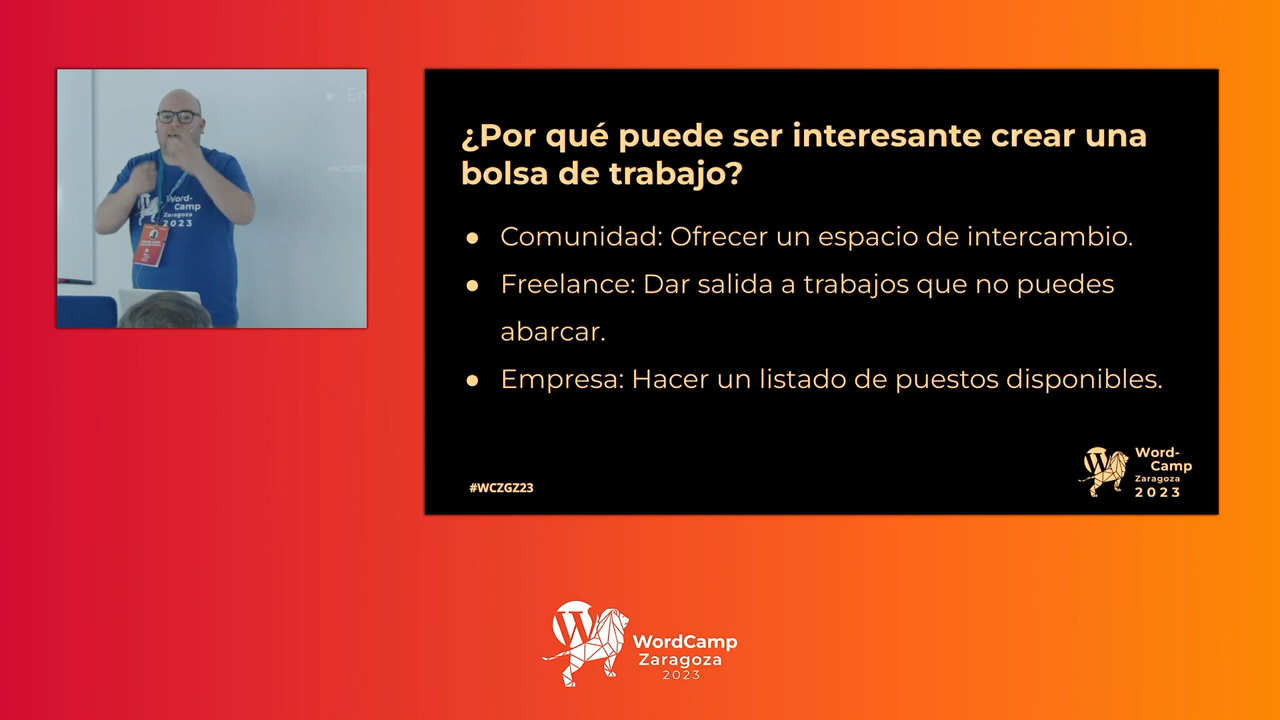 Word-
Camp
Zaragoza
2023
¿Por qué puede ser interesante crear una
bolsa de trabajo?
● Comunidad: Ofrecer un espacio de intercambio.
● Freelance: Dar salida a trabajos que no puedes
abarcar.
● Empresa: Hacer un listado de puestos disponibles.
#WCZGZ23
Word-
Camp
Zaragoza
2023
WordCamp
Zaragoza
2023